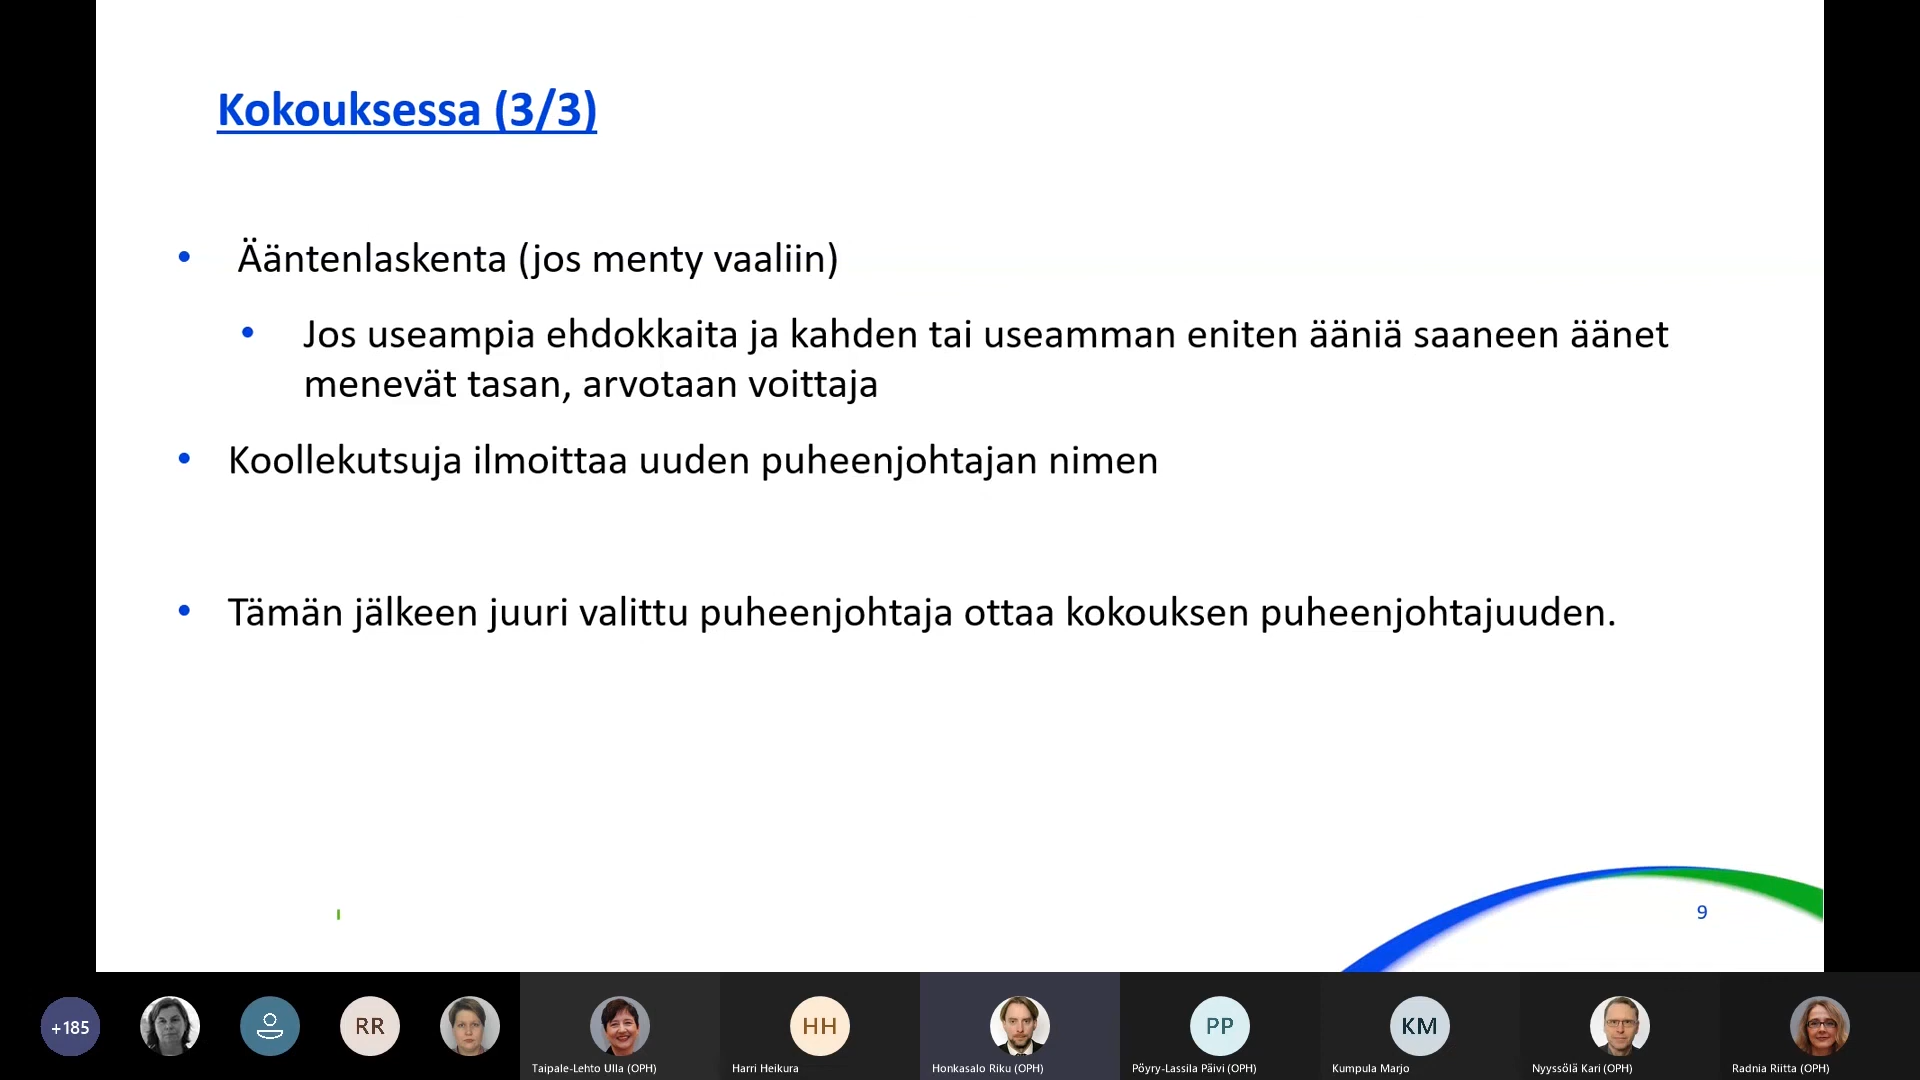 Kokouksessa (3/3)
• Ääntenlaskenta (jos menty vaaliin)
• Jos useampia ehdokkaita ja kahden tai useamman eniten ääniä saaneen äänet
menevät tasan, arvotaan voittaja
• Koollekutsuja ilmoittaa uuden puheenjohtajan nimen
• Tämän jälkeen juuri valittu puheenjohtaja ottaa kokouksen puheenjohtajuuden.
9
+185
RR
HH
PP
KM
Taipale-Lehto Ulla (OPH)
Harri Heikura
Honkasalo Riku (OPH)
Pöyry-Lassila Päivi (OPH)
Kumpula Marjo
Nyyssölä Kari (OPH)
Radnia Riitta (OPH)